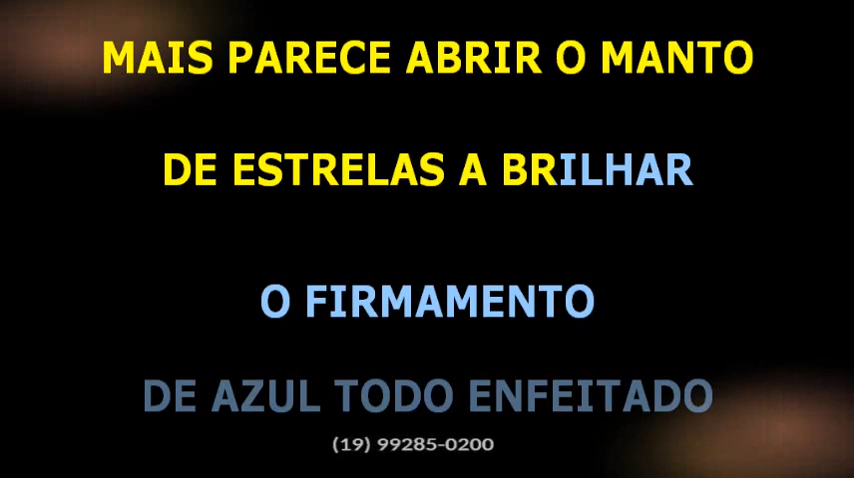 MAIS PARECE ABRIR O MANTO
DE ESTRELAS A BRILHAR
O FIRMAMENTO
DE AZUL TODO ENFEITADO
(19) 99285-0200